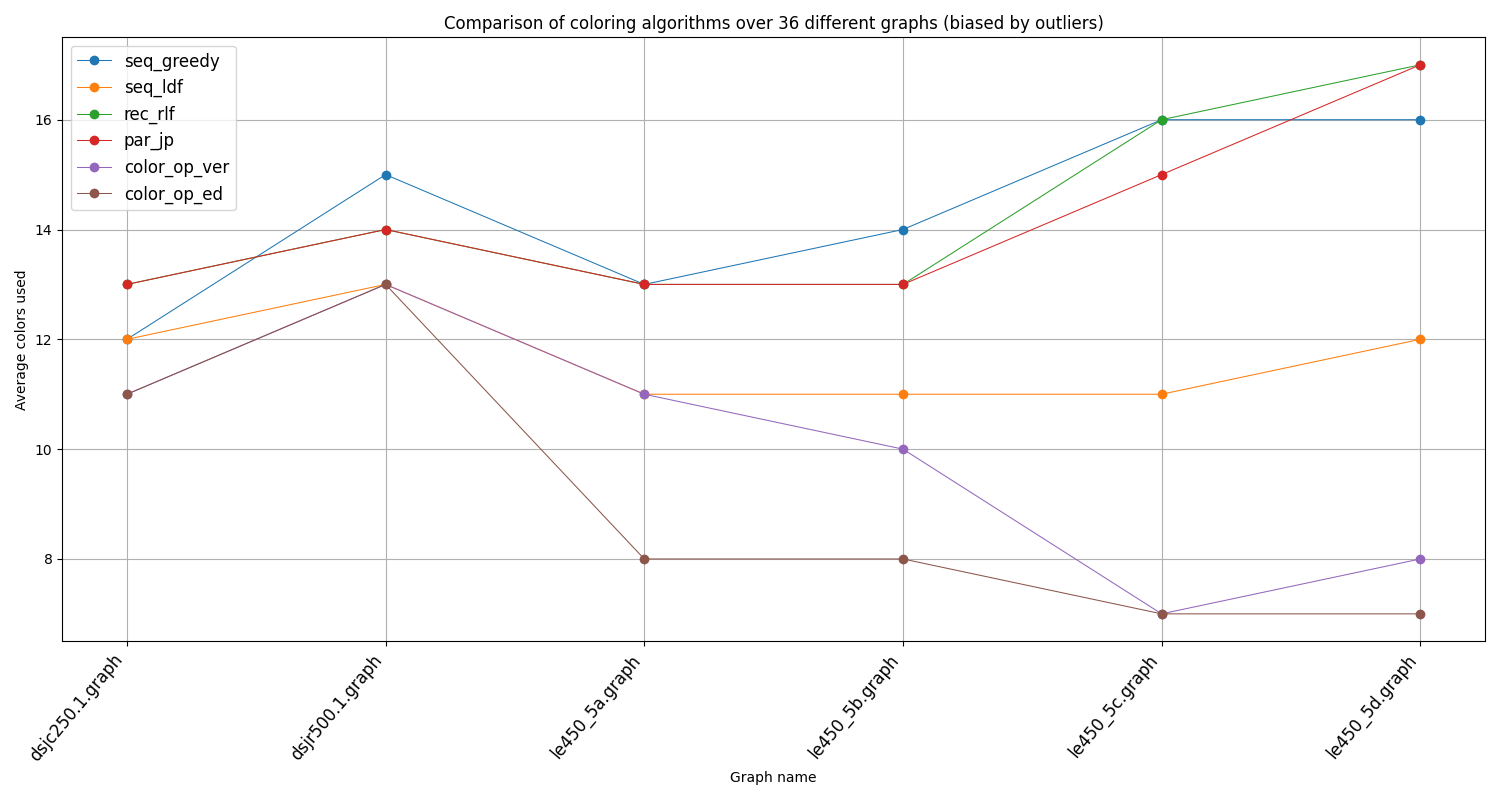 Comparison of coloring algorithms over 36 different graphs (biased by outliers)
seq_greedy
seq_ldf
rec_rlf
par_jp
color_op_ver
color_op_ed
Average colors used
16
14
12
10
8
dsjc250.1.graph
dsjr500.1.graph
le450_5a.graph
le450_5b.graph
le450_5c.graph
le450_5d.graph
Graph name